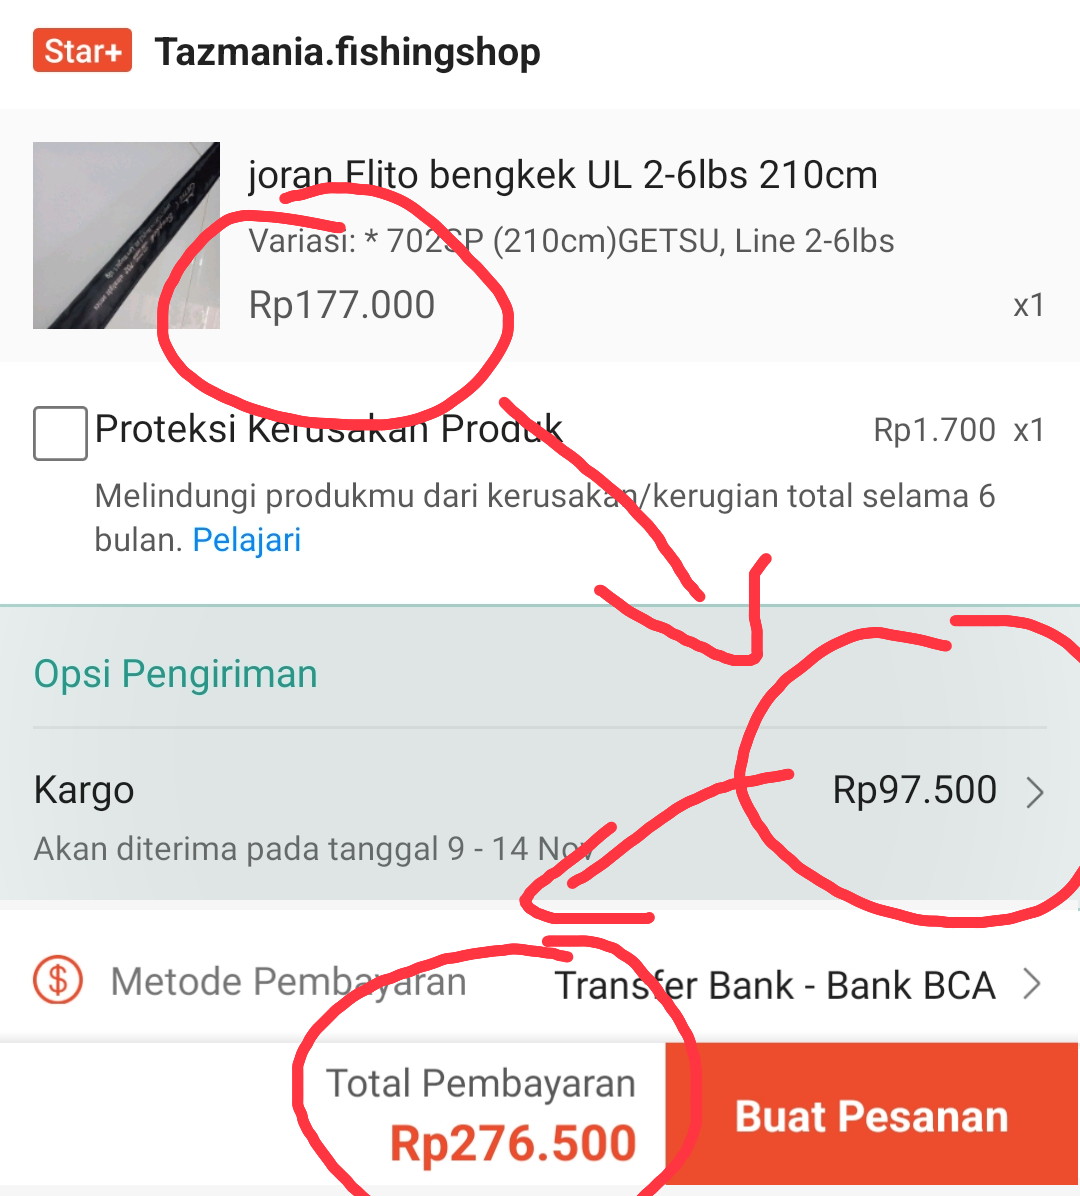 Star+ Tazmania.fishingshop
joran Elito bengkek UL 2-6lbs 210cm
Variasi: * 702SP (210cm)GETSU, Line 2-6lbs
Rp177.000 x1
Proteksi Kerusakan Produk Rp1.700 x1
Melindungi produkmu dari kerusakan/kerugian total selama 6
bulan. Pelajari
Opsi Pengiriman
Kargo Rp97.500
Akan diterima pada tanggal 9 - 14 Nov
Metode Pembayaran Transfer Bank - Bank BCA
Total Pembayaran
Rp276.500
Buat Pesanan